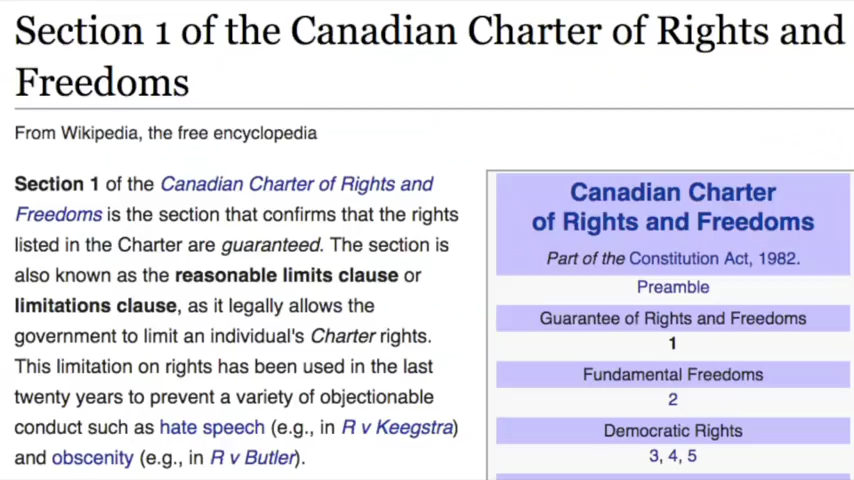 Section 1 of the Canadian Charter of Rights and
Freedoms
From Wikipedia, the free encyclopedia
Section 1 of the Canadian Charter of Rights and
Freedoms is the section that confirms that the rights
listed in the Charter are guaranteed. The section is
also known as the reasonable limits clause or
limitations clause, as it legally allows the
government to limit an individual's Charter rights.
This limitation on rights has been used in the last
twenty years to prevent a variety of objectionable
conduct such as hate speech (e.g., in R v Keegstra)
and obscenity (e.g., in R v Butler).
Canadian Charter
of Rights and Freedoms
Part of the Constitution Act, 1982.
Preamble
Guarantee of Rights and Freedoms
1
Fundamental Freedoms
2
Democratic Rights
3, 4, 5